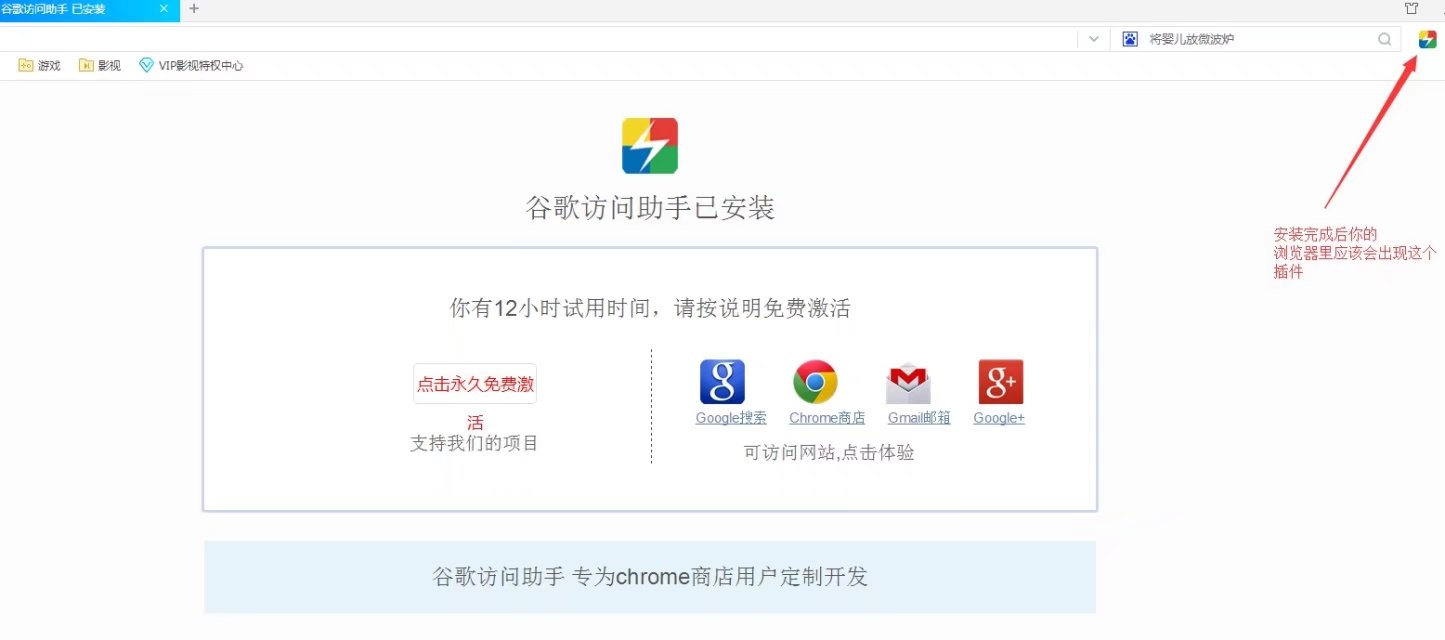 谷歌访问助手 已安装
将婴儿放微波炉
游戏 影视 VIP影视特权中心
谷歌访问助手已安装
安装完成后你的
浏览器里应该会出现这个
插件
你有12小时试用时间，请按说明免费激活
点击永久免费激
活
支持我们的项目
Google搜索 Chrome商店 Gmail邮箱 Google+
可访问网站,点击体验
谷歌访问助手 专为chrome商店用户定制开发